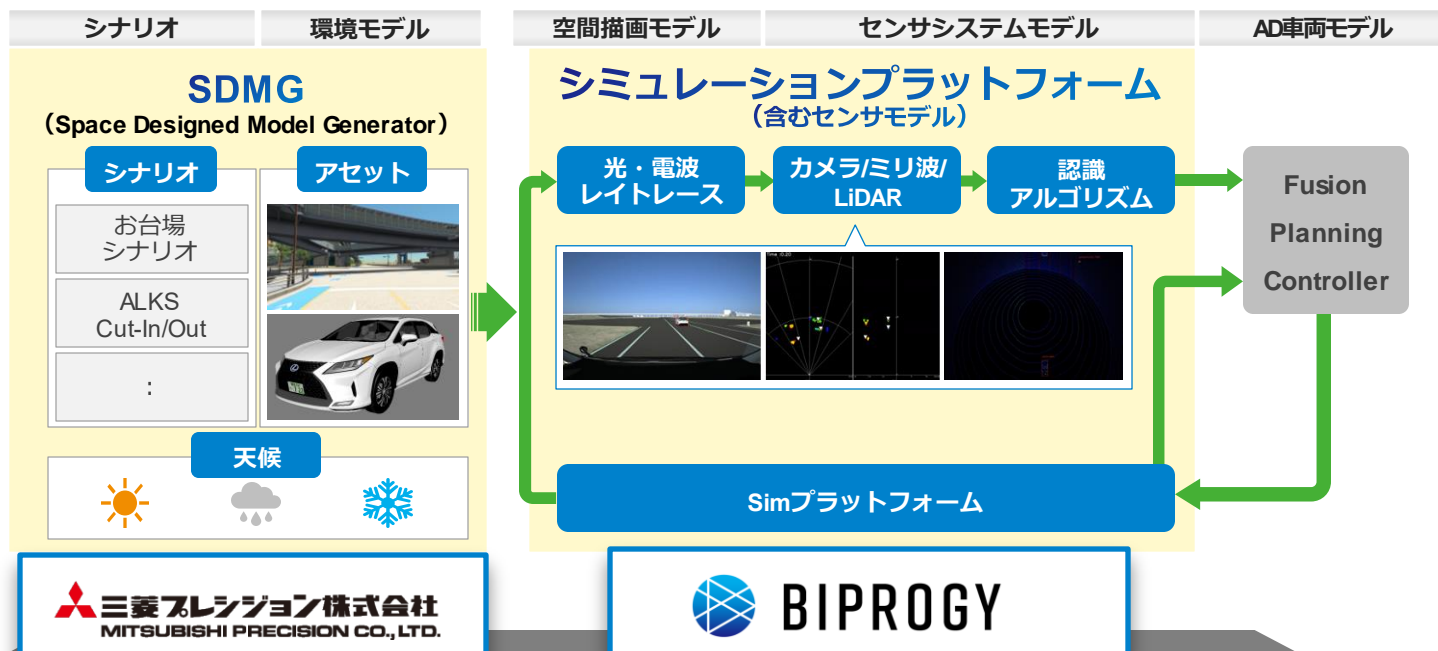 シナリオ
環境モデル
空間描画モデル
センサシステムモデル
AD車両モデル
SDMG
（Space Designed Model Generator）
シナリオ
アセット
お台場
シナリオ
ALKS
Cut-In/Out
:
天候
シミュレーションプラットフォーム
（含むセンサモデル）
光・電波
レイトレース
カメラ/ミリ波/
LiDAR
認識
アルゴリズム
Time -0.20
Simプラットフォーム
Fusion
Planning
Controller
三菱プレシジョン株式会社
MITSUBISHI PRECISION CO., LTD.
BIPROGY